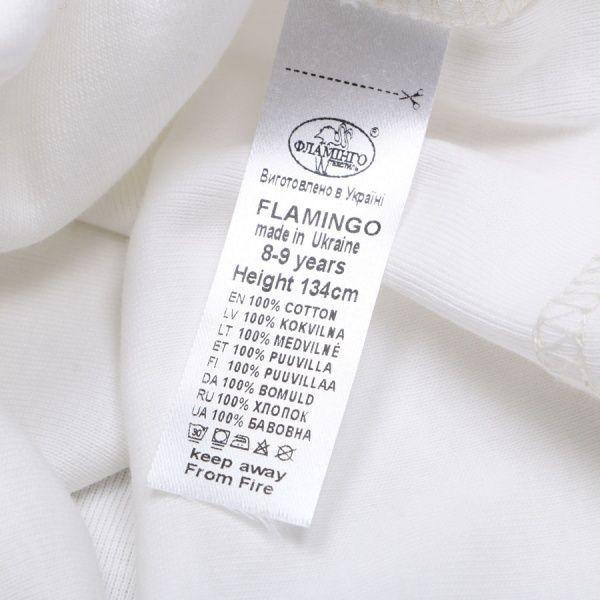 ФЛАМІНГО
ТЕКСТИЛЬ
®
Виготовлено в Україні
FLAMINGO
made in Ukraine
8-9 years
Height 134cm
EN 100% COTTON
LV 100% KOKVILNA
LT 100% MEDVILNĖ
ET 100% PUUVILLA
FI 100% PUUVILLAA
DA 100% BOMULD
RU 100% ХЛОПОК
UA 100% БАВОВНА
30°
keep away
From Fire